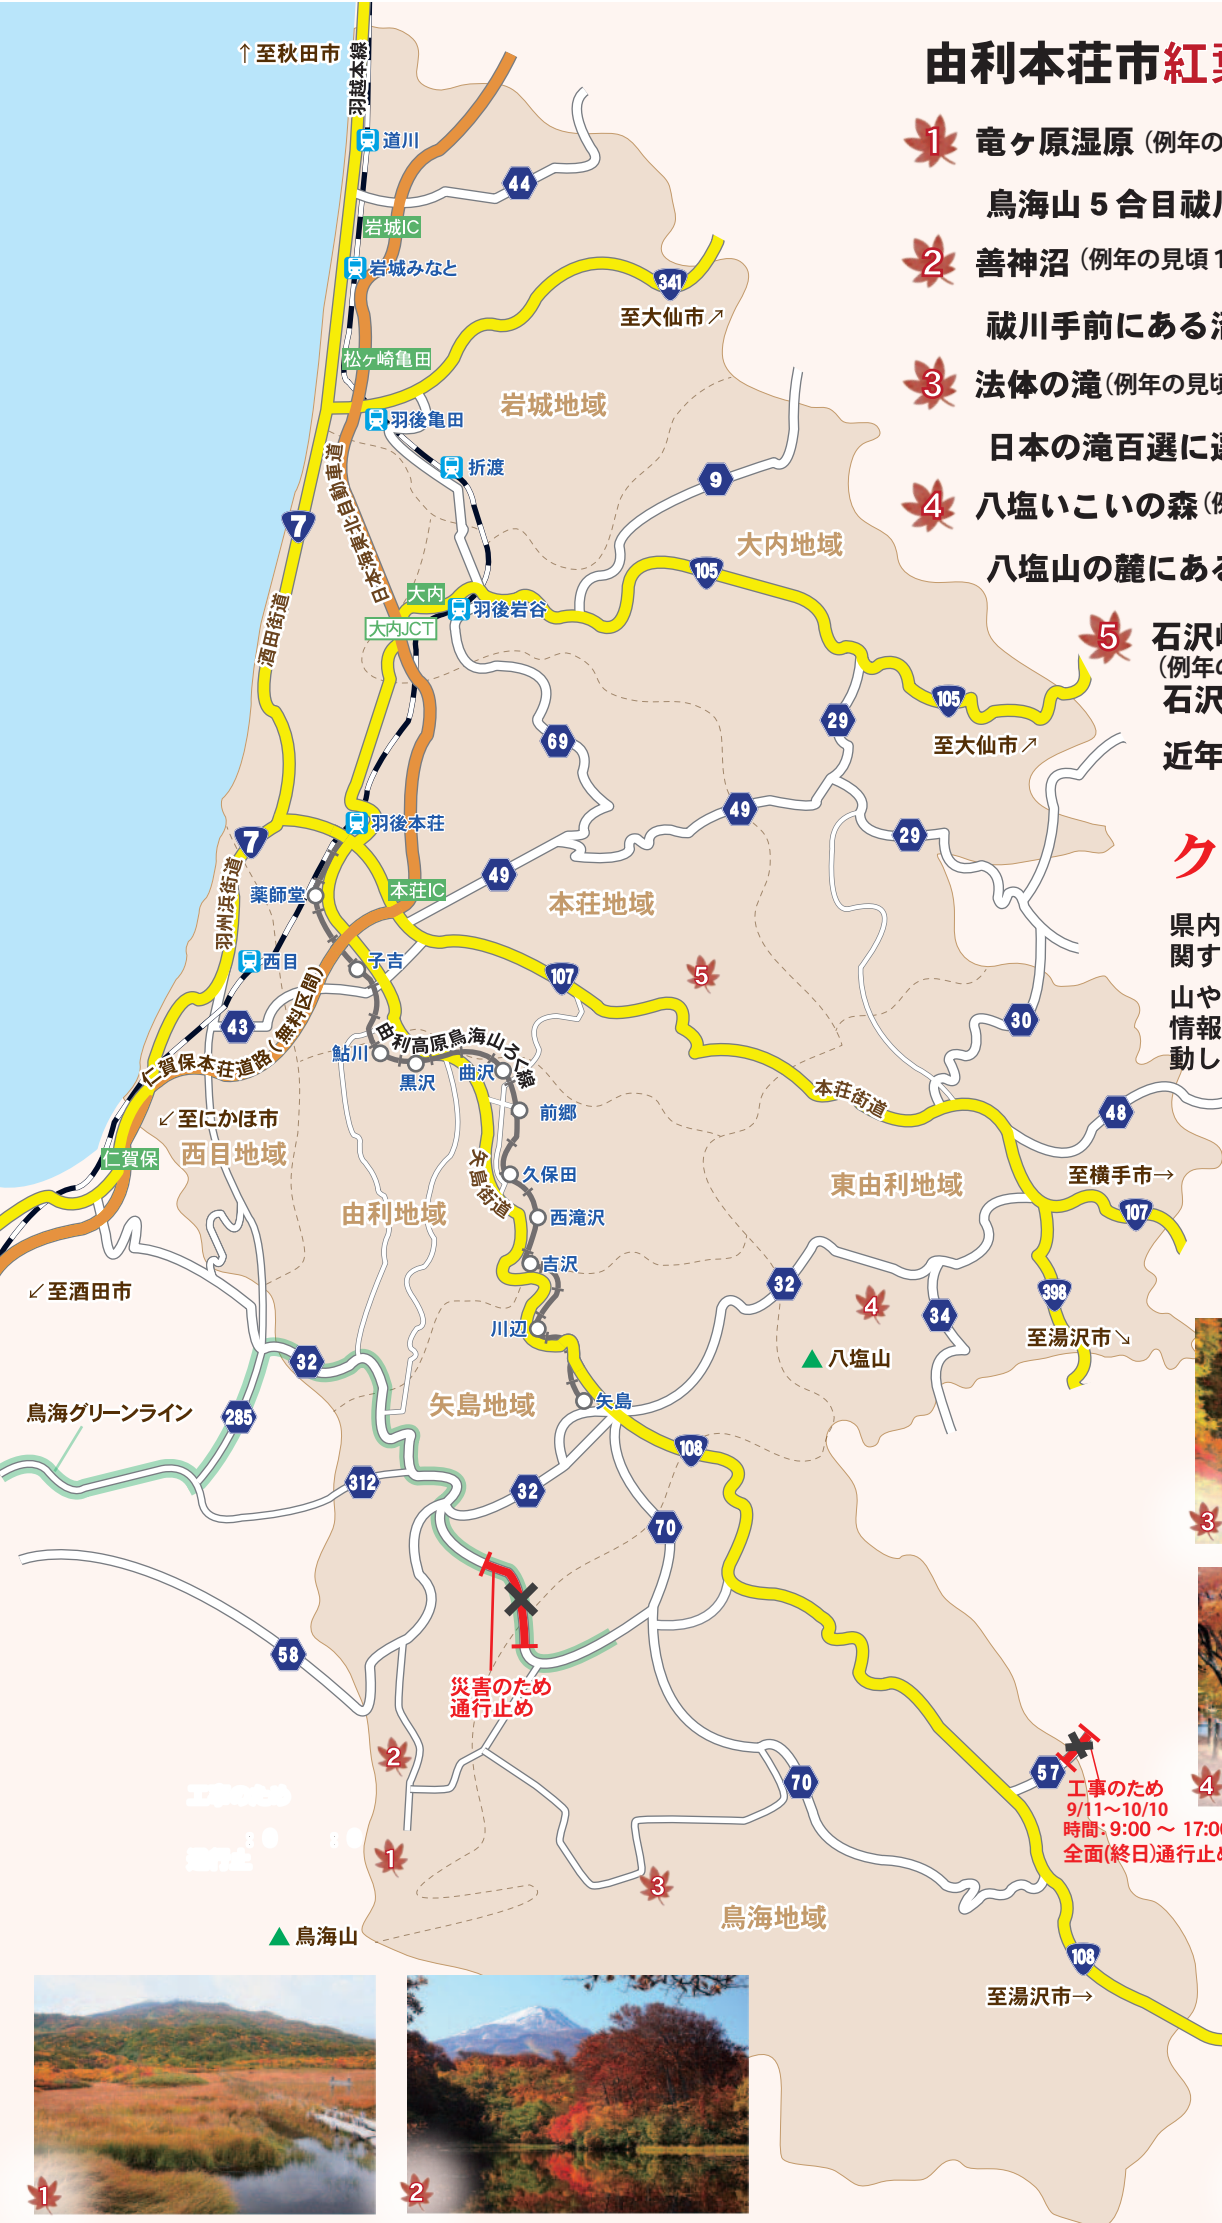 ↑至秋田市
羽越本線
由利本荘市紅葉
道川
1 竜ヶ原湿原（例年の
44
鳥海山 5 合目祓川
岩城IC
岩城みなと
2 善神沼（例年の見頃 1
341
至大仙市↗
祓川手前にある
松ヶ崎亀田
3 法体の滝（例年の見頃
岩城地域
羽後亀田
折渡
日本の滝百選に選
9
4 八塩いこいの森（例
日本海東北自動車道
7
大内地域
八塩山の麓にある
105
大内
羽後岩谷
大内JCT
酒田街道
5 石沢
（例年の
石沢
105
29
69
至大仙市↗
近年
49
羽後本荘
7
29
ク
49
薬師堂
本荘IC
本荘地域
羽州浜街道
県内
関す
西目
子吉
5
107
山や
情報
動し
43
30
仁賀保本荘道路(無料区間)
由利高原鳥海山ろく線
鮎川
黒沢
曲沢
本荘街道
前郷
48
↙至にかほ市
西目地域
仁賀保
矢島街道
久保田
至横手市→
東由利地域
由利地域
西滝沢
107
吉沢
↙至酒田市
32
398
4
34
川辺
至湯沢市↘
八塩山
32
矢島
矢島地域
鳥海グリーンライン
285
108
312
32
70
3
58
災害のため
通行止め
2
57
70
工事のため
9/11～10/10
時間：9:00 ～ 17:00
全面(終日)通行止め
4
1
3
鳥海地域
鳥海山
108
至湯沢市→
1
2